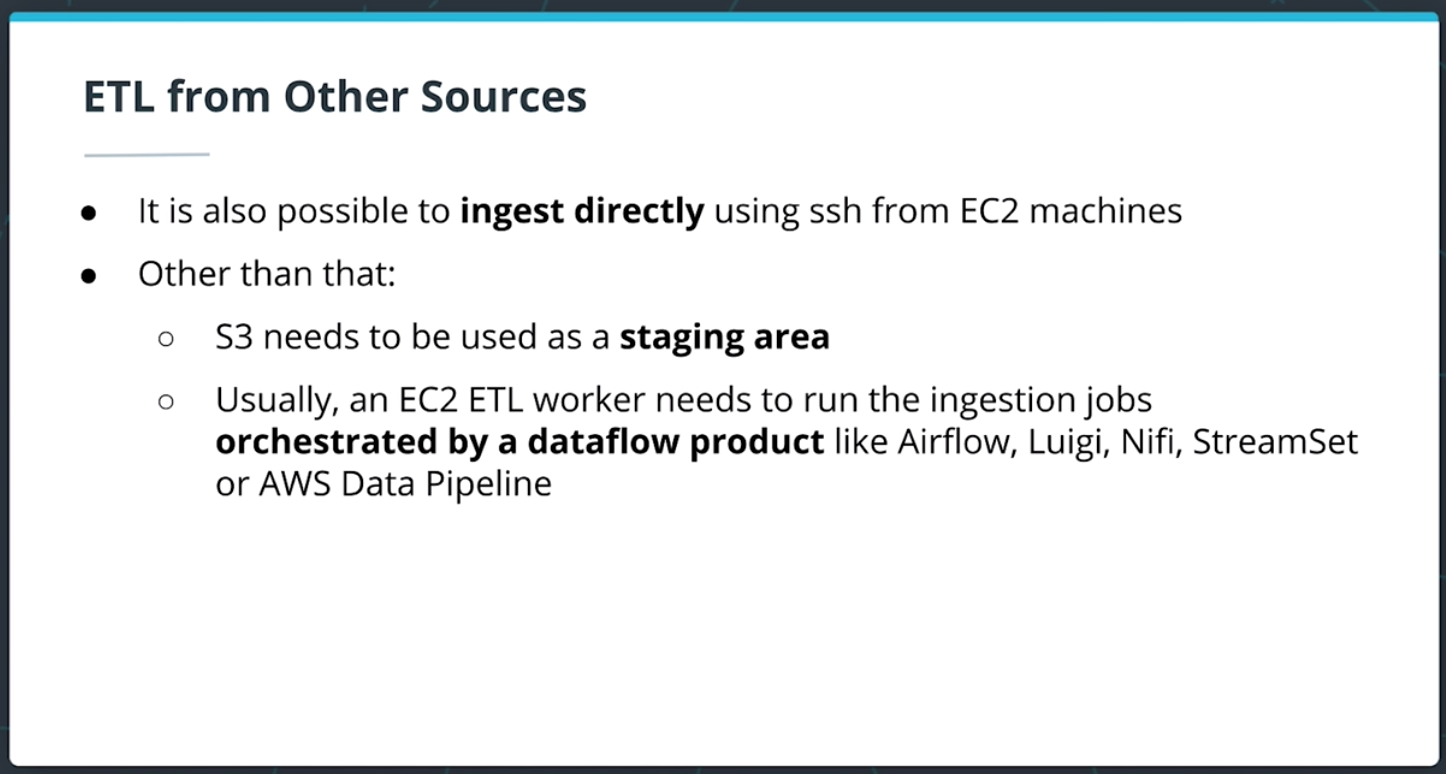 ETL from Other Sources
● It is also possible to ingest directly using ssh from EC2 machines
● Other than that:
○ S3 needs to be used as a staging area
○ Usually, an EC2 ETL worker needs to run the ingestion jobs
orchestrated by a dataflow product like Airflow, Luigi, Nifi, StreamSet
or AWS Data Pipeline